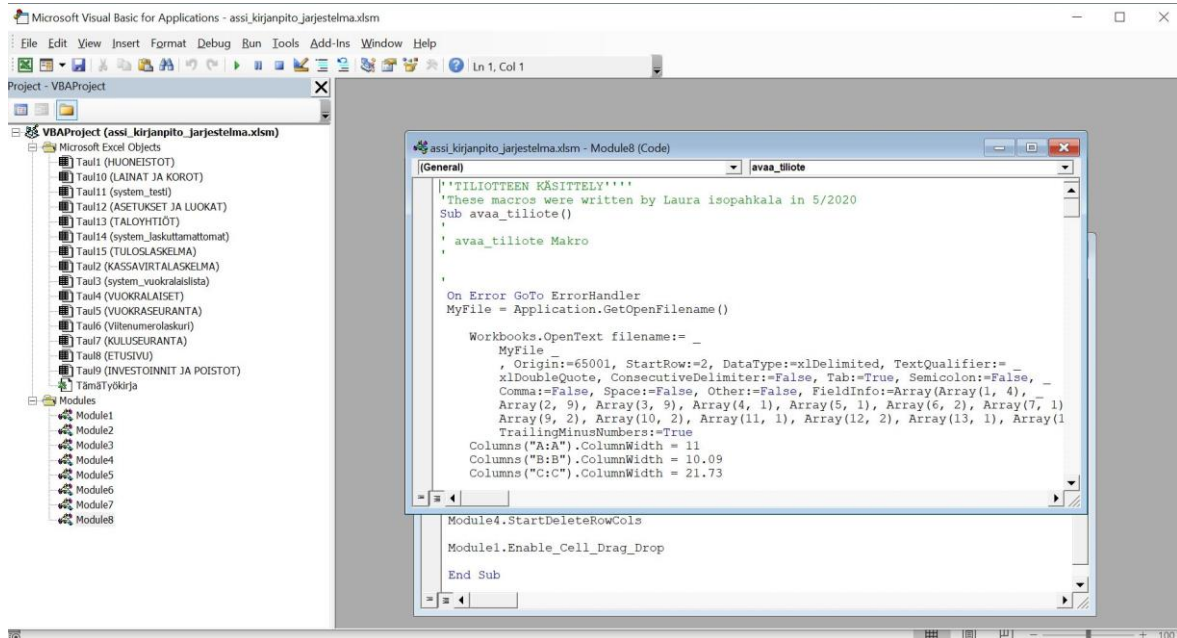 Microsoft Visual Basic for Applications - assi_kirjanpito_jarjestelma.xlsm
File Edit View Insert Format Debug Run Tools Add-Ins Window Help
Ln 1, Col 1
Project - VBAProject
VBAProject (assi_kirjanpito_jarjestelma.xlsm)
Microsoft Excel Objects
Taul1 (HUONEISTOT)
Taul10 (LAINAT JA KOROT)
Taul11 (system_testi)
Taul12 (ASETUKSET JA LUOKAT)
Taul13 (TALOYHTIÖT)
Taul14 (system_laskuttamattomat)
Taul15 (TULOSLASKELMA)
Taul2 (KASSAVIRTALASKELMA)
Taul3 (system_vuokralaislista)
Taul4 (VUOKRALAISET)
Taul5 (VUOKRASEURANTA)
Taul6 (Viitenumerolaskuri)
Taul7 (KULUSEURANTA)
Taul8 (ETUSIVU)
Taul9 (INVESTOINNIT JA POISTOT)
TämäTyökirja
Modules
Module1
Module2
Module3
Module4
Module5
Module6
Module7
Module8
assi_kirjanpito_jarjestelma.xlsm - Module8 (Code)
(General) avaa_tiliote
''TILIOTTEEN KÄSITTELY''''
'These macros were written by Laura isopahkala in 5/2020
Sub avaa_tiliote()
'
' avaa_tiliote Makro
'
'
On Error GoTo ErrorHandler
MyFile = Application.GetOpenFilename()
Workbooks.OpenText filename:= _
MyFile _
, Origin:=65001, StartRow:=2, DataType:=xlDelimited, TextQualifier:= _
xlDoubleQuote, ConsecutiveDelimiter:=False, Tab:=True, Semicolon:=False, _
Comma:=False, Space:=False, Other:=False, FieldInfo:=Array(Array(1, 4), _
Array(2, 9), Array(3, 9), Array(4, 1), Array(5, 1), Array(6, 2), Array(7, 1)
Array(9, 2), Array(10, 2), Array(11, 1), Array(12, 2), Array(13, 1), Array(1
TrailingMinusNumbers:=True
Columns("A:A").ColumnWidth = 11
Columns("B:B").ColumnWidth = 10.09
Columns("C:C").ColumnWidth = 21.73
Module4.StartDeleteRowCols
Module1.Enable_Cell_Drag_Drop
End Sub
100